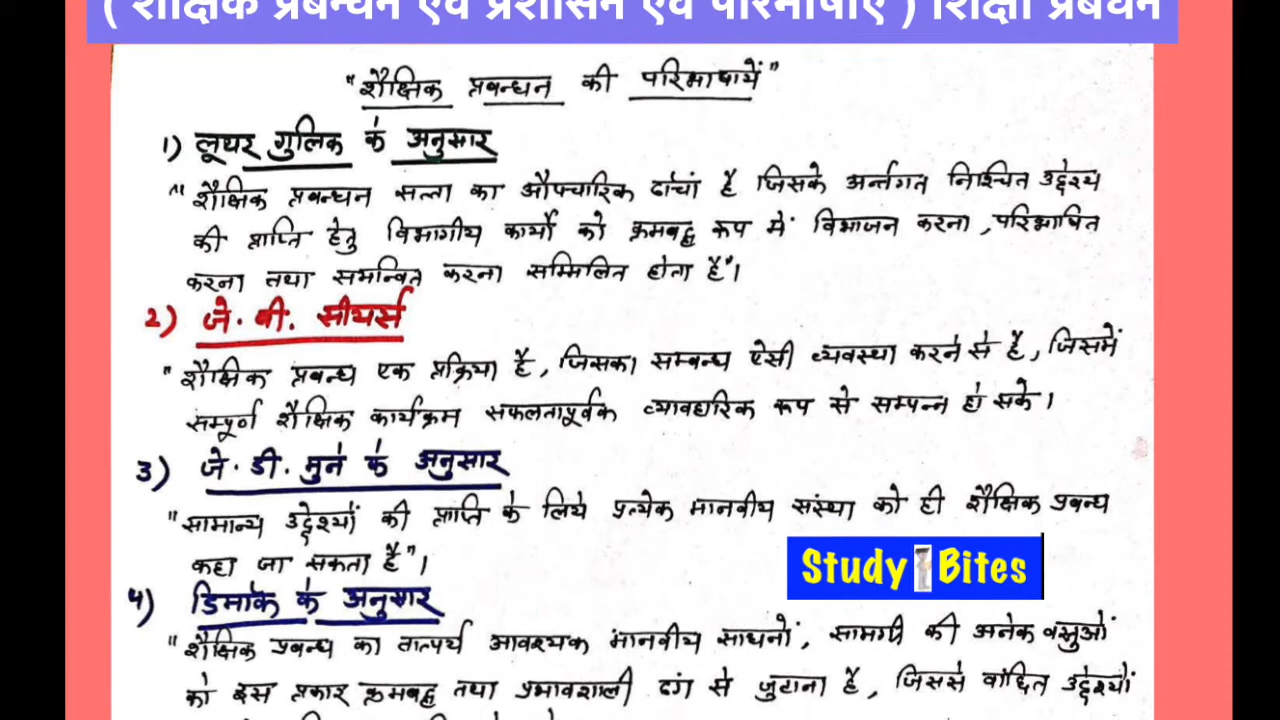 ( शैक्षिक प्रबन्धन एवं प्रशासन एवं परिभाषाएं ) शिक्षा प्रबंधन
"शैक्षिक प्रबन्धन की परिभाषायें"
1) लूथर गुलिक के अनुसार
"शैक्षिक प्रबन्धन सत्ता का औपचारिक ढांचां है जिसके अर्न्तगत निश्चित उद्देश्य
की प्राप्ति हेतु विभागीय कार्यों को क्रमबद्ध रूप में विभाजन करना, परिभाषित
करना तथा समन्वित करना सम्मिलित होता है"।
2) जे. बी. सीयर्स
"शैक्षिक प्रबन्ध एक प्रक्रिया है, जिसका सम्बन्ध ऐसी व्यवस्था करने से है, जिसमें
सम्पूर्ण शैक्षिक कार्यक्रम सफलतापूर्वक व्यावहारिक रूप से सम्पन्न हो सके।
3) जे. डी. मुने के अनुसार
"सामान्य उद्देश्यों की प्राप्ति के लिये प्रत्येक मानवीय संस्था को ही शैक्षिक प्रबन्ध
कहा जा सकता है"।
Study Bites
4) डिमॉक के अनुसार
"शैक्षिक प्रबन्ध का तात्पर्य आवश्यक मानवीय साधनों, सामग्री की अनेक वस्तुओं
को इस प्रकार क्रमबद्ध तथा प्रभावशाली ढंग से जुटाना है, जिससे वांछित उद्देश्यों